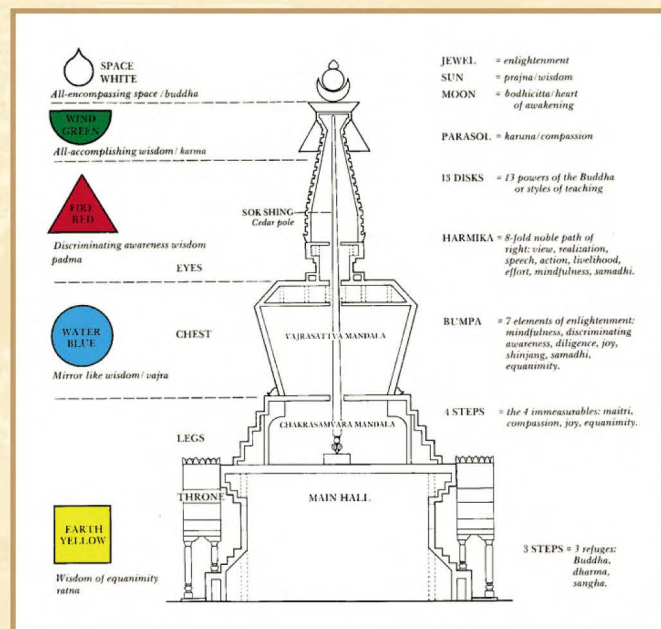 SPACE
WHITE
All-encompassing space / buddha
WIND
GREEN
All-accomplishing wisdom / karma
FIRE
RED
Discriminating awareness wisdom
padma
EYES
WATER
BLUE
CHEST
Mirror like wisdom / vajra
LEGS
THRONE
EARTH
YELLOW
Wisdom of equanimity
ratna
SOK SHING
Cedar pole
VAJRASATTVA MANDALA
CHAKRASAMVARA MANDALA
MAIN HALL
JEWEL = enlightenment
SUN = prajna/wisdom
MOON = bodhicitta/heart
of awakening
PARASOL = karuna/compassion
13 DISKS = 13 powers of the Buddha
or styles of teaching
HARMIKA = 8-fold noble path of
right: view, realization,
speech, action, livelihood,
effort, mindfulness, samadhi.
BUMPA = 7 elements of enlightenment:
mindfulness, discriminating
awareness, diligence, joy,
shinjang, samadhi,
equanimity.
4 STEPS = the 4 immeasurables: maitri,
compassion, joy, equanimity.
3 STEPS = 3 refuges:
Buddha,
dharma,
sangha.